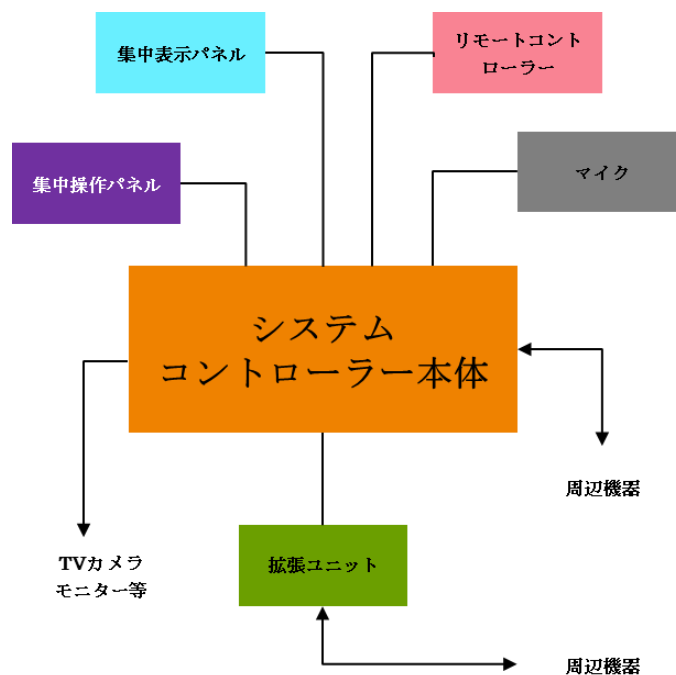 集中表示パネル
リモートコント
ローラー
集中操作パネル
マイク
システム
コントローラー本体
周辺機器
TVカメラ
モニター等
拡張ユニット
周辺機器